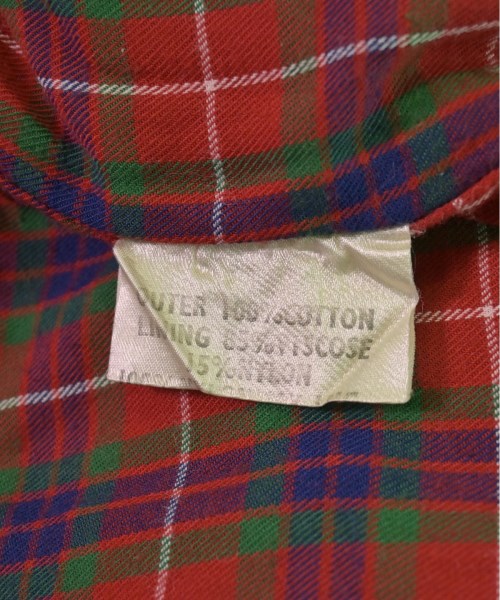 OUTER 100%COTTON
LINING 85%VISCOSE
15%NYLON